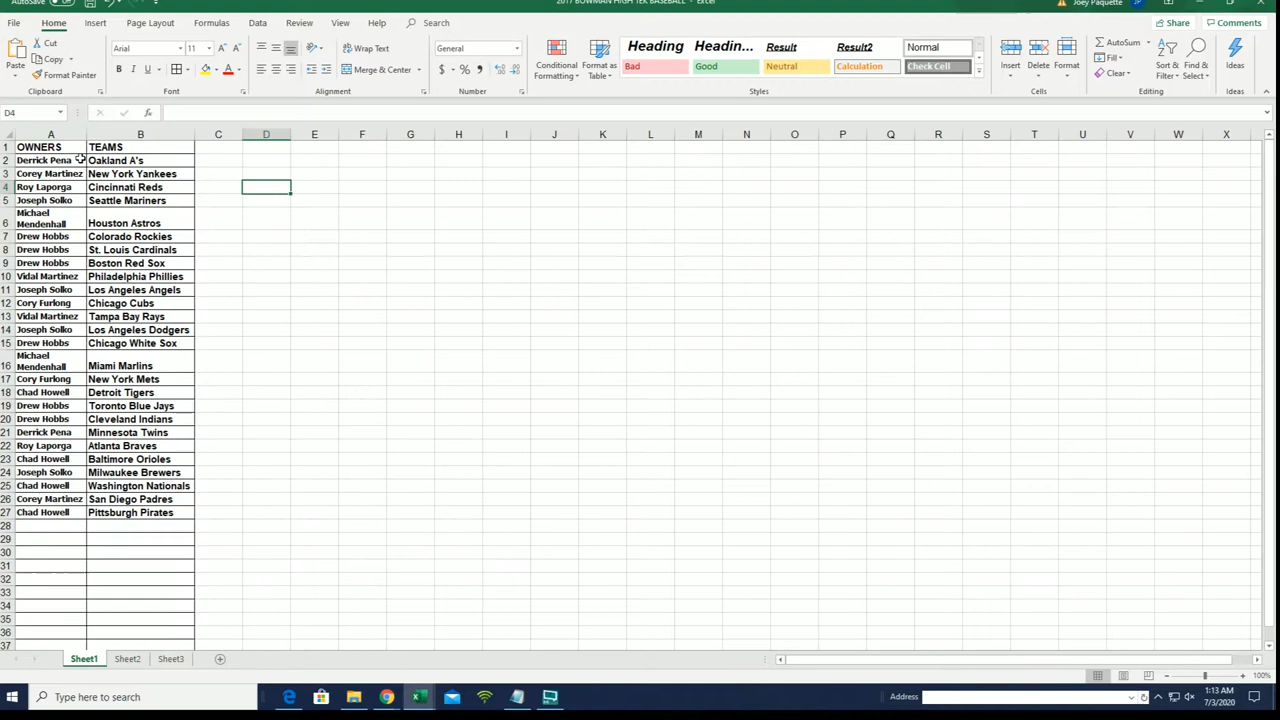 AutoSave Off 2017 BOWMAN HIGH TEK BASEBALL - Excel Joey Paquette JP
File Home Insert Page Layout Formulas Data Review View Help Search Share Comments
Paste Cut Copy Format Painter
Clipboard
Arial 11
B I U
Font
Wrap Text
Merge & Center
Alignment
General
$ % ,
Number
Conditional Formatting
Format as Table
Heading Headin... Result Result2 Normal
Bad Good Neutral Calculation Check Cell
Styles
Insert Delete Format
Cells
AutoSum
Fill
Clear
Sort & Filter
Find & Select
Editing
Ideas
Ideas
D4
A B C D E F G H I J K L M N O P Q R S T U V W X
1 OWNERS TEAMS
2 Derrick Pena Oakland A's
3 Corey Martinez New York Yankees
4 Roy Laporga Cincinnati Reds
5 Joseph Solko Seattle Mariners
6 Michael Mendenhall Houston Astros
7 Drew Hobbs Colorado Rockies
8 Drew Hobbs St. Louis Cardinals
9 Drew Hobbs Boston Red Sox
10 Vidal Martinez Philadelphia Phillies
11 Joseph Solko Los Angeles Angels
12 Cory Furlong Chicago Cubs
13 Vidal Martinez Tampa Bay Rays
14 Joseph Solko Los Angeles Dodgers
15 Drew Hobbs Chicago White Sox
16 Michael Mendenhall Miami Marlins
17 Cory Furlong New York Mets
18 Chad Howell Detroit Tigers
19 Drew Hobbs Toronto Blue Jays
20 Drew Hobbs Cleveland Indians
21 Derrick Pena Minnesota Twins
22 Roy Laporga Atlanta Braves
23 Chad Howell Baltimore Orioles
24 Joseph Solko Milwaukee Brewers
25 Chad Howell Washington Nationals
26 Corey Martinez San Diego Padres
27 Chad Howell Pittsburgh Pirates
28
29
30
31
32
33
34
35
36
37
Sheet1 Sheet2 Sheet3
100%
Type here to search
Address
1:13 AM
7/3/2020